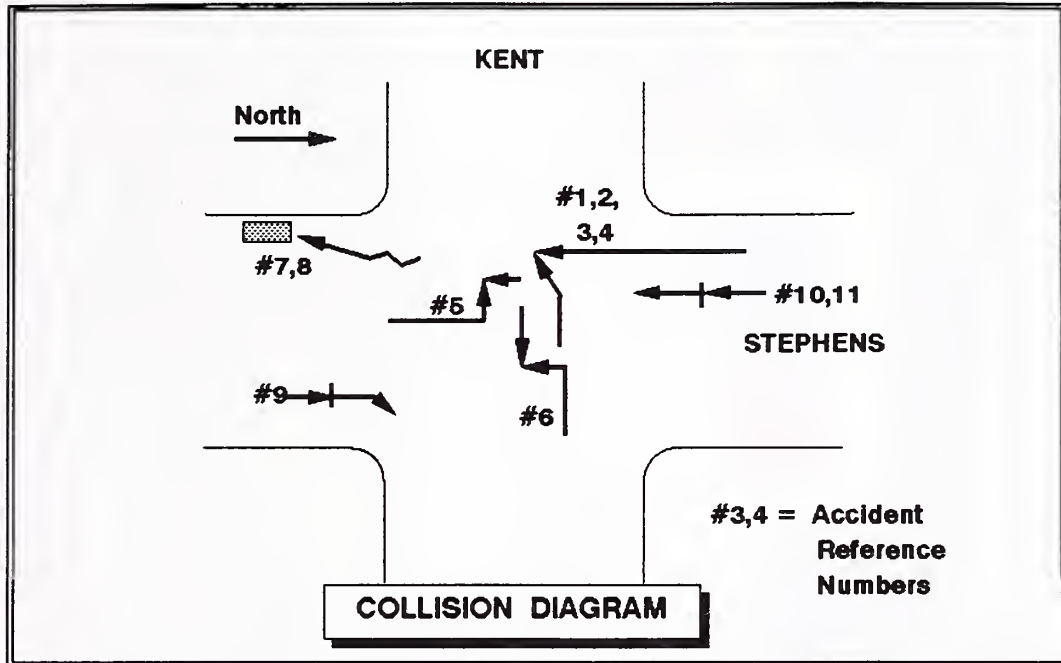 KENT
North
#1,2,
3,4
#7,8
#5
#10,11
STEPHENS
#9
#6
#3,4 = Accident
Reference
Numbers
COLLISION DIAGRAM